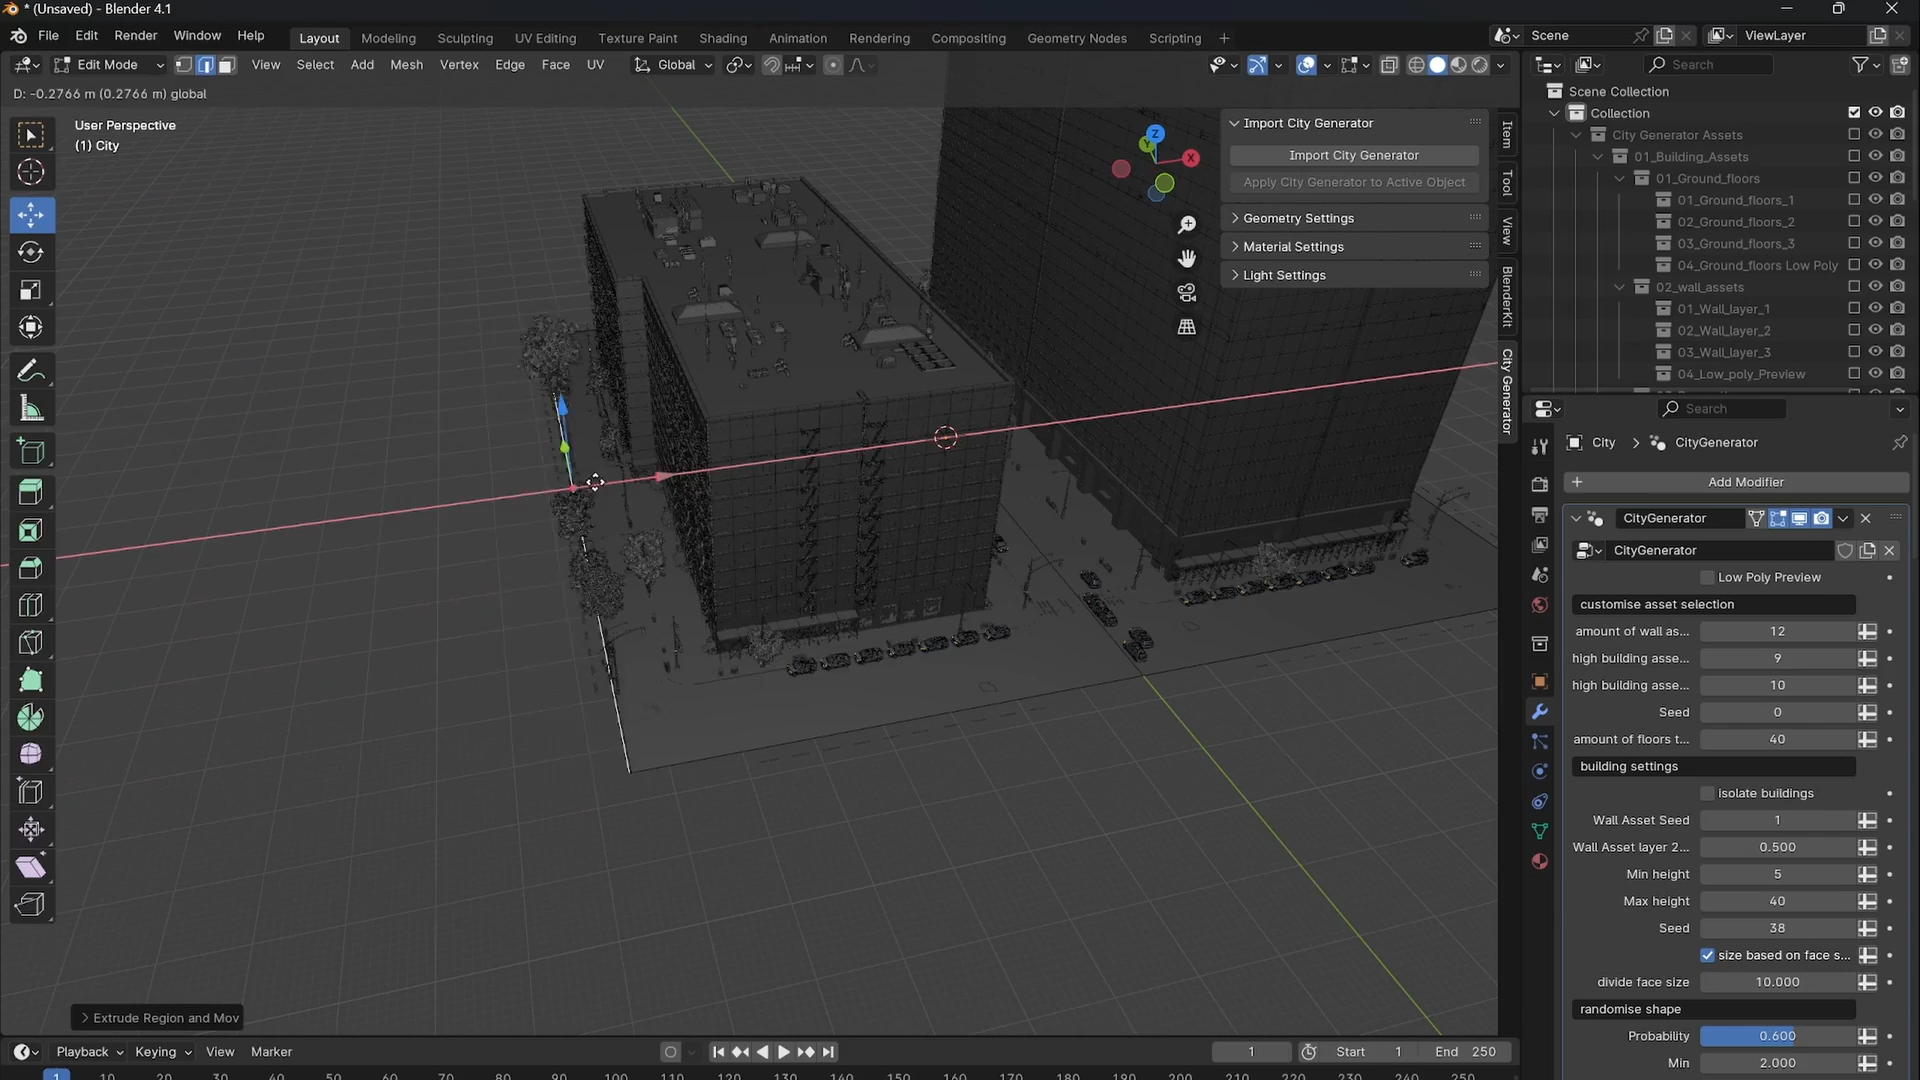 * (Unsaved) - Blender 4.1
File Edit Render Window Help
Layout Modeling Sculpting UV Editing Texture Paint Shading Animation Rendering Compositing Geometry Nodes Scripting +
Scene
ViewLayer
Edit Mode
View Select Add Mesh Vertex Edge Face UV
Global
Search
D: -0.2766 m (0.2766 m) global
User Perspective
(1) City
Z
Y
X
Import City Generator
Import City Generator
Apply City Generator to Active Object
Geometry Settings
Material Settings
Light Settings
Item
Tool
View
BlenderKit
City Generator
Scene Collection
Collection
City Generator Assets
01_Building_Assets
01_Ground_floors
01_Ground_floors_1
02_Ground_floors_2
03_Ground_floors_3
04_Ground_floors Low Poly
02_wall_assets
01_Wall_layer_1
02_Wall_layer_2
03_Wall_layer_3
04_Low_poly_Preview
Search
City > CityGenerator
+ Add Modifier
CityGenerator
CityGenerator
Low Poly Preview
customise asset selection
amount of wall as... 12
high building asse... 9
high building asse... 10
Seed 0
amount of floors t... 40
building settings
isolate buildings
Wall Asset Seed 1
Wall Asset layer 2... 0.500
Min height 5
Max height 40
Seed 38
size based on face s...
divide face size 10.000
randomise shape
Probability 0.600
Min 2.000
Extrude Region and Mov
Playback Keying View Marker
1
Start 1
End 250
1 10 20 30 40 50 60 70 80 90 100 110 120 130 140 150 160 170 180 190 200 210 220 230 240 250